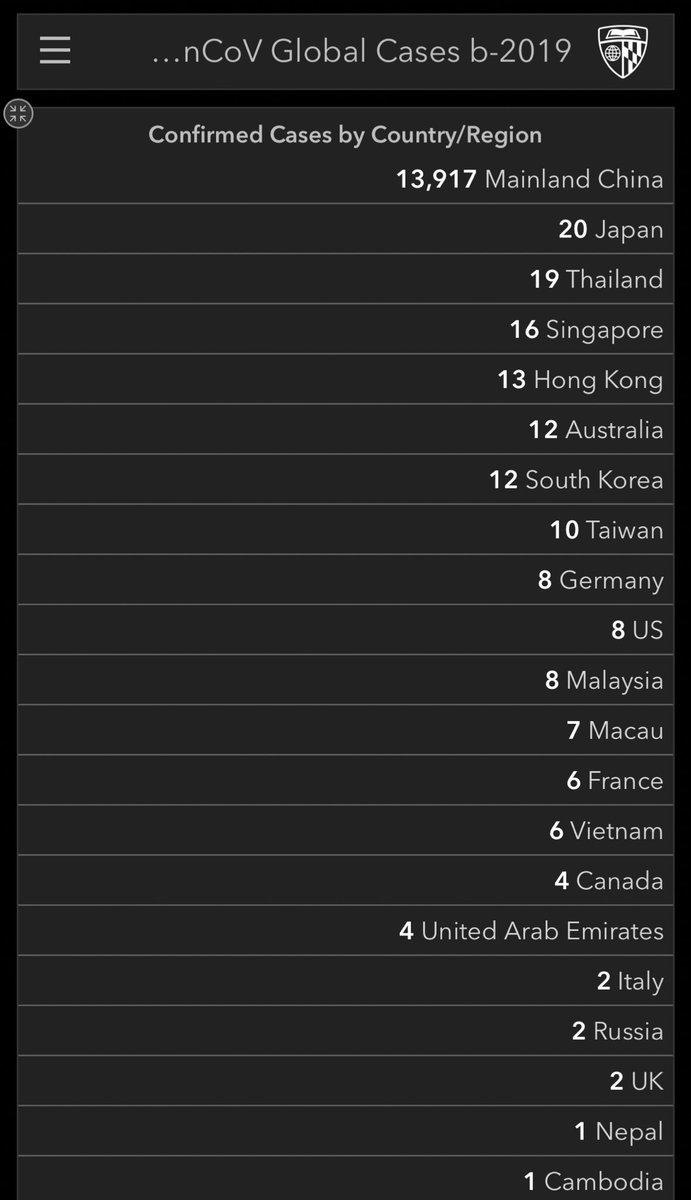 ...nCoV Global Cases b-2019
Confirmed Cases by Country/Region
13,917 Mainland China
20 Japan
19 Thailand
16 Singapore
13 Hong Kong
12 Australia
12 South Korea
10 Taiwan
8 Germany
8 US
8 Malaysia
7 Macau
6 France
6 Vietnam
4 Canada
4 United Arab Emirates
2 Italy
2 Russia
2 UK
1 Nepal
1 Cambodia